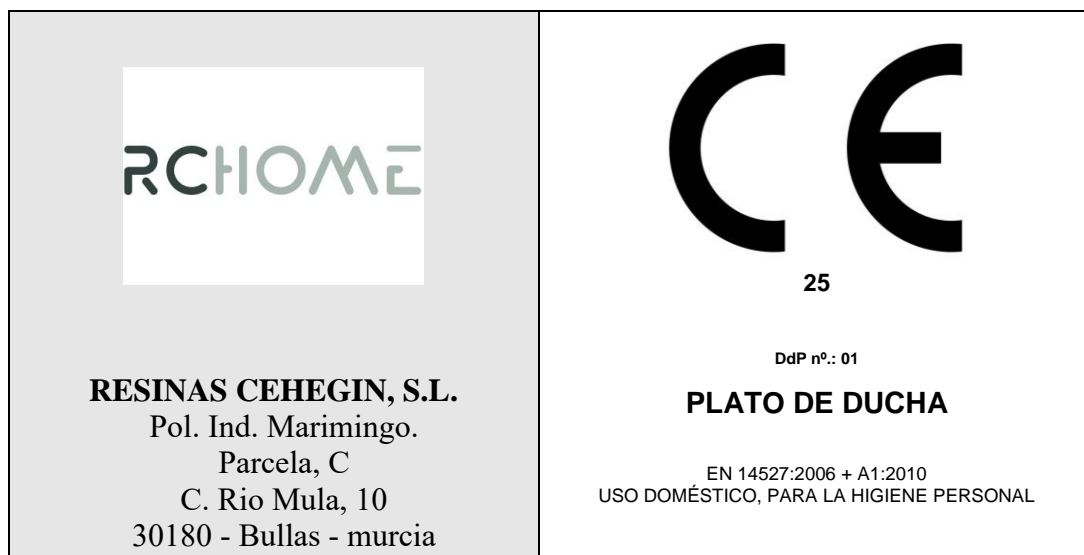 RCHOME
RESINAS CEHEGIN, S.L.
Pol. Ind. Marimingo.
Parcela, C
C. Rio Mula, 10
30180 - Bullas - murcia
CE
25
DdP nº.: 01
PLATO DE DUCHA
EN 14527:2006 + A1:2010
USO DOMÉSTICO, PARA LA HIGIENE PERSONAL